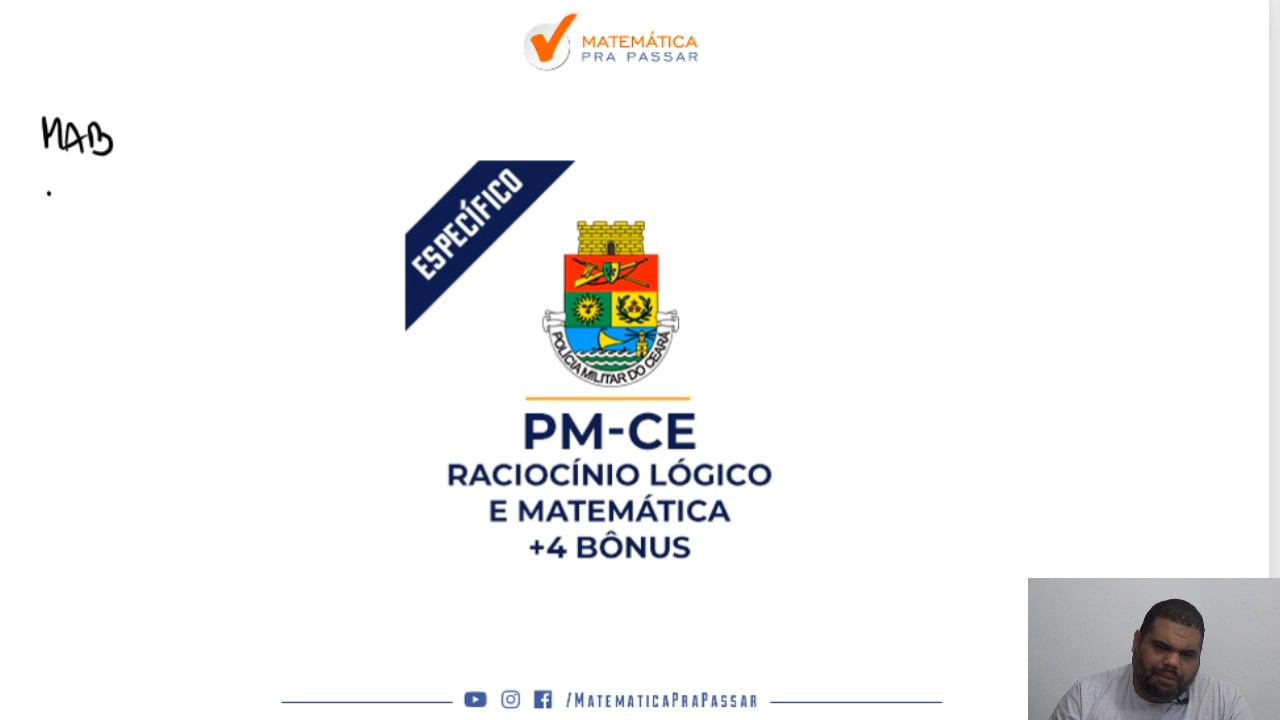 MATEMÁTICA
PRA PASSAR
MAB
ESPECÍFICO
POLÍCIA MILITAR DO CEARÁ
PM-CE
RACIOCÍNIO LÓGICO
E MATEMÁTICA
+4 BÔNUS
/MATEMATICAPRAPASSAR